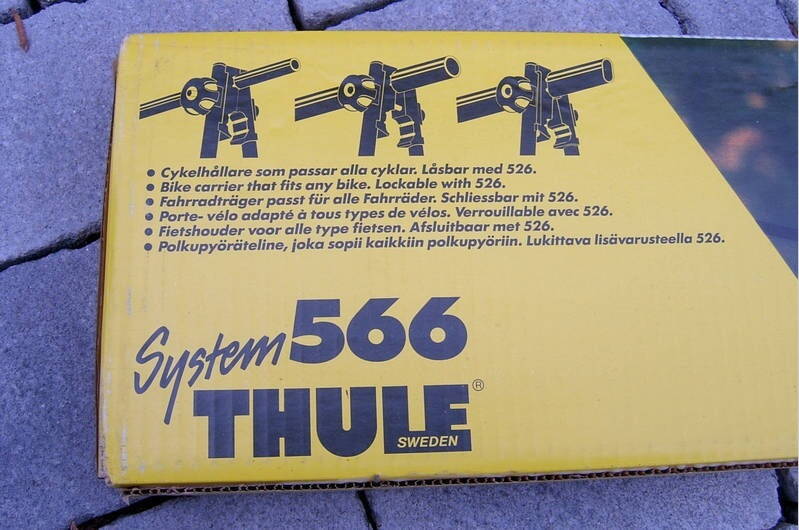 • Cykelhållare som passar alla cyklar. Låsbar med 526.
• Bike carrier that fits any bike. Lockable with 526.
• Fahrradträger passt für alle Fahrräder. Schliessbar mit 526.
• Porte- vélo adapté à tous types de vélos. Verrouillable avec 526.
• Fietshouder voor alle type fietsen. Afsluitbaar met 526.
• Polkupyöräteline, joka sopii kaikkiin polkupyöriin. Lukittava lisävarusteella 526.
System 566
THULE®
SWEDEN